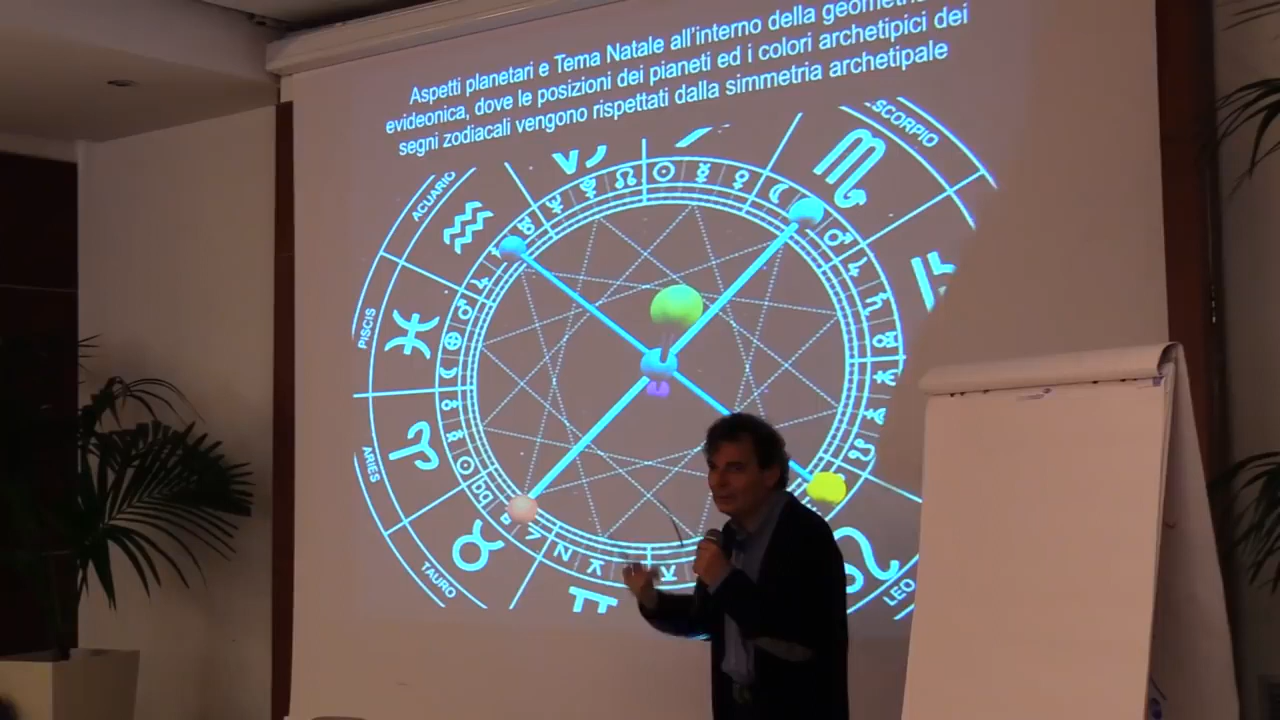 Aspetti planetari e Tema Natale all'interno della
evideonica, dove le posizioni dei pianeti ed i colori archetipici dei
segni zodiacali vengono rispettati dalla simmetria archetipale
ESCORPIO
ACUARIO
PISCIS
ARIES
TAURO
LEO